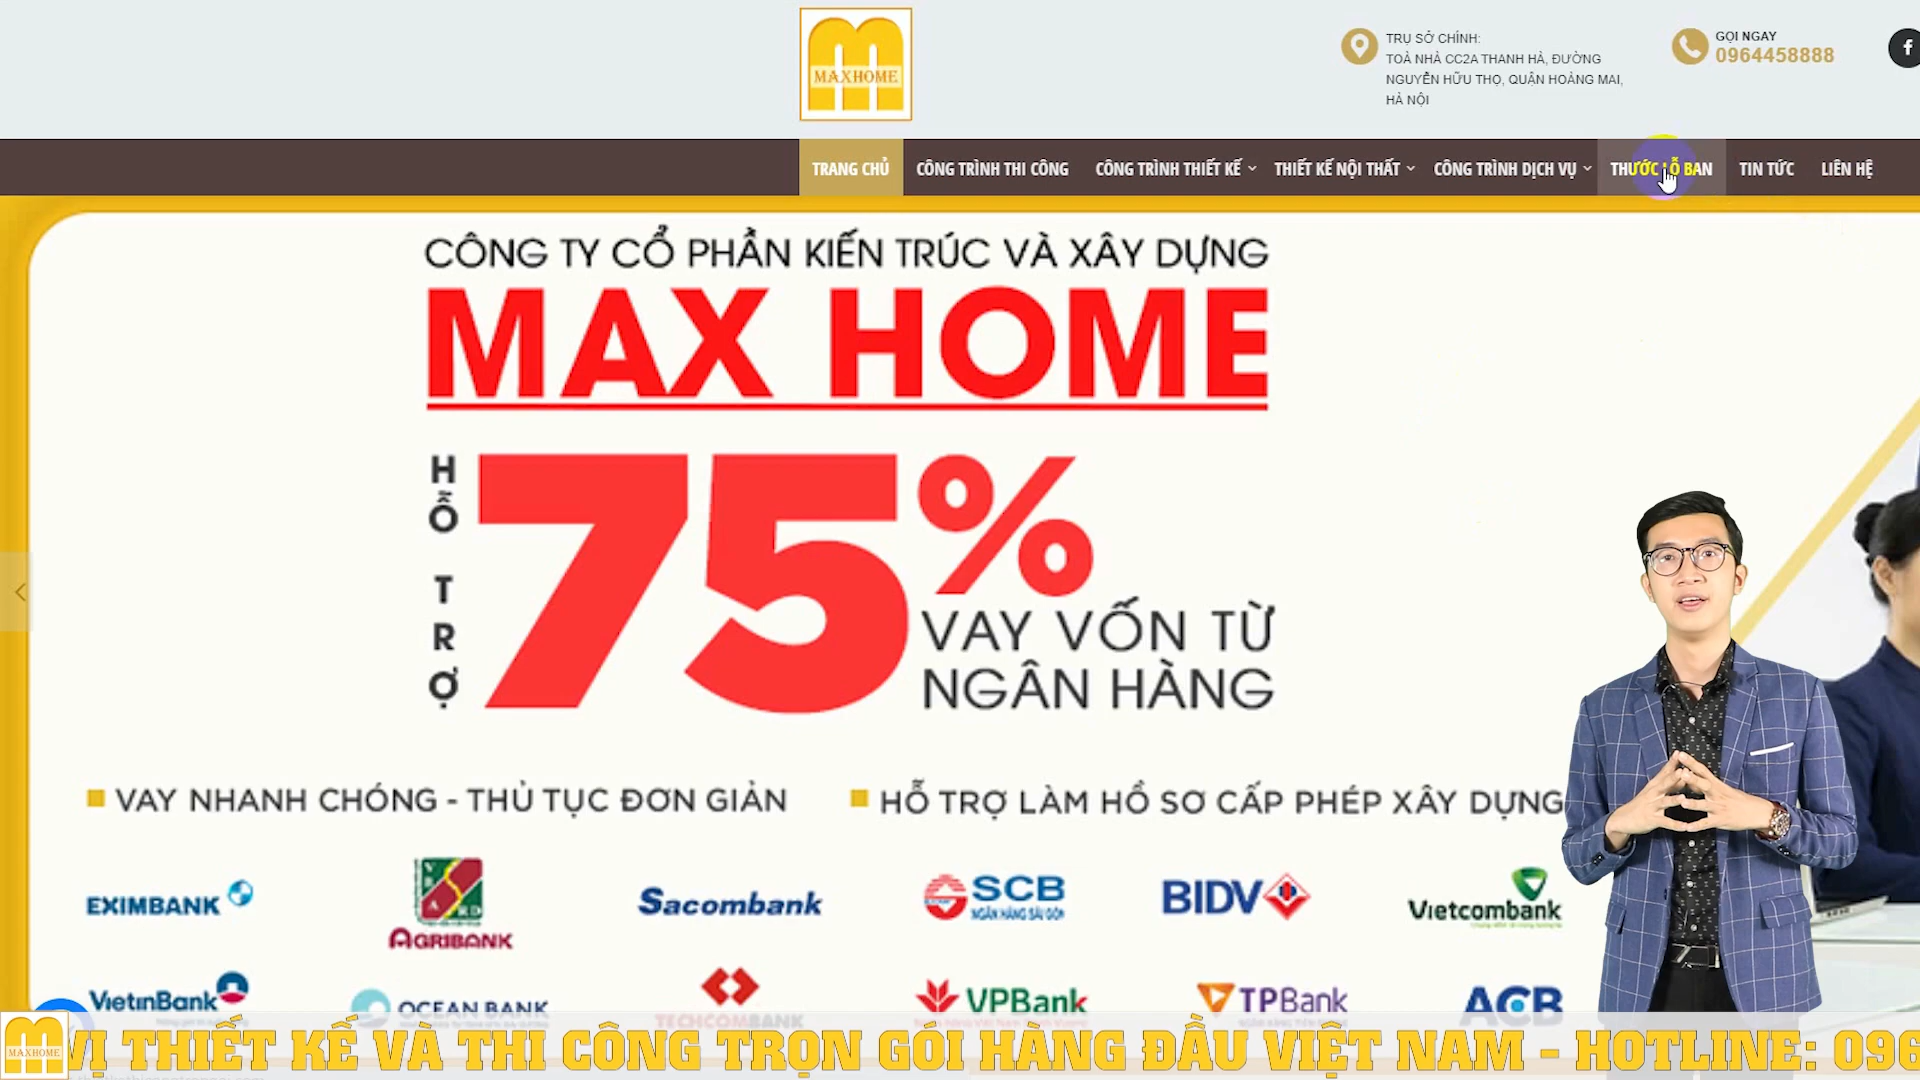 MAXHOME
TRỤ SỞ CHÍNH:
TOÀ NHÀ CC2A THANH HÀ, ĐƯỜNG
NGUYỄN HỮU THỌ, QUẬN HOÀNG MAI,
HÀ NỘI
GỌI NGAY
0964458888
TRANG CHỦ CÔNG TRÌNH THI CÔNG CÔNG TRÌNH THIẾT KẾ THIẾT KẾ NỘI THẤT CÔNG TRÌNH DỊCH VỤ THƯỚC LỖ BAN TIN TỨC LIÊN HỆ
CÔNG TY CỔ PHẦN KIẾN TRÚC VÀ XÂY DỰNG
MAX HOME
HỖ TRỢ
75%
VAY VỐN TỪ
NGÂN HÀNG
VAY NHANH CHÓNG - THỦ TỤC ĐƠN GIẢN
HỖ TRỢ LÀM HỒ SƠ CẤP PHÉP XÂY DỰNG
EXIMBANK
VBARD
AGRIBANK
Sacombank
SCB
NGÂN HÀNG SÀI GÒN
BIDV
Vietcombank
VietinBank
OCEAN BANK
TECHCOMBANK
VPBank
TPBank
ACB
MAXHOME
VỊ THIẾT KẾ VÀ THI CÔNG TRỌN GÓI HÀNG ĐẦU VIỆT NAM - HOTLINE: 096